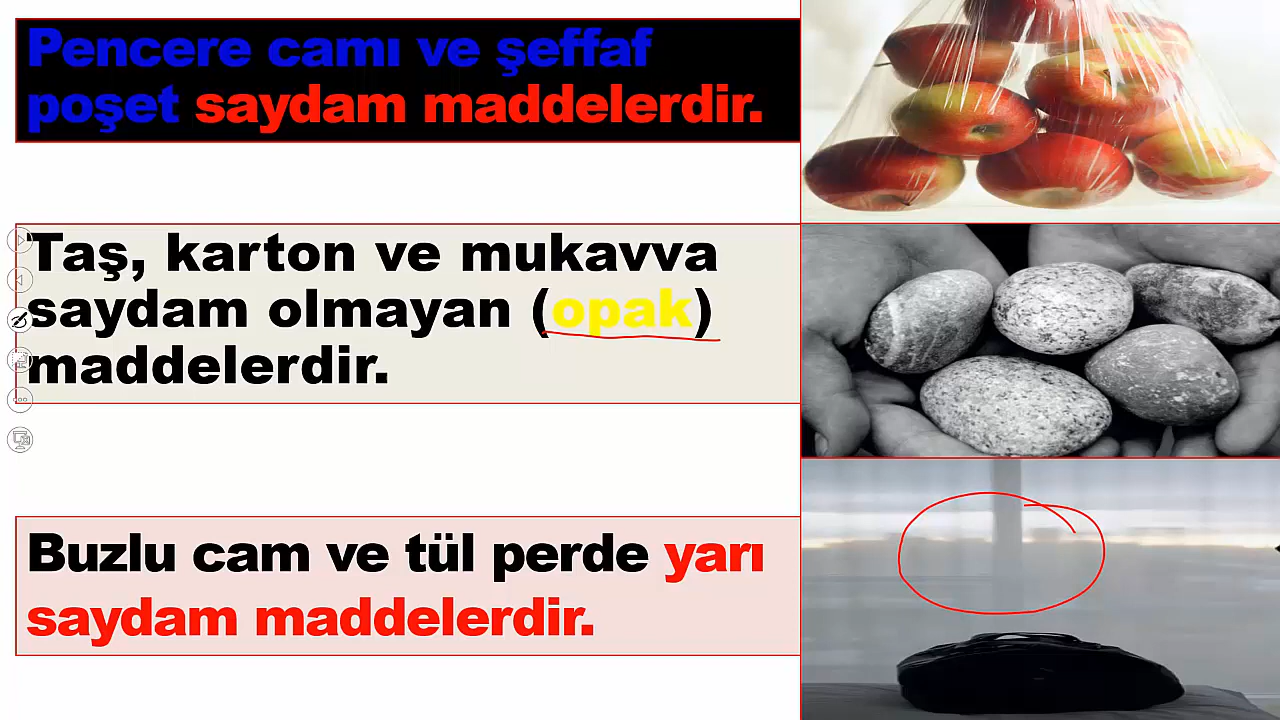 Pencere camı ve şeffaf
poşet saydam maddelerdir.
Taş, karton ve mukavva
saydam olmayan (opak)
maddelerdir.
Buzlu cam ve tül perde yarı
saydam maddelerdir.